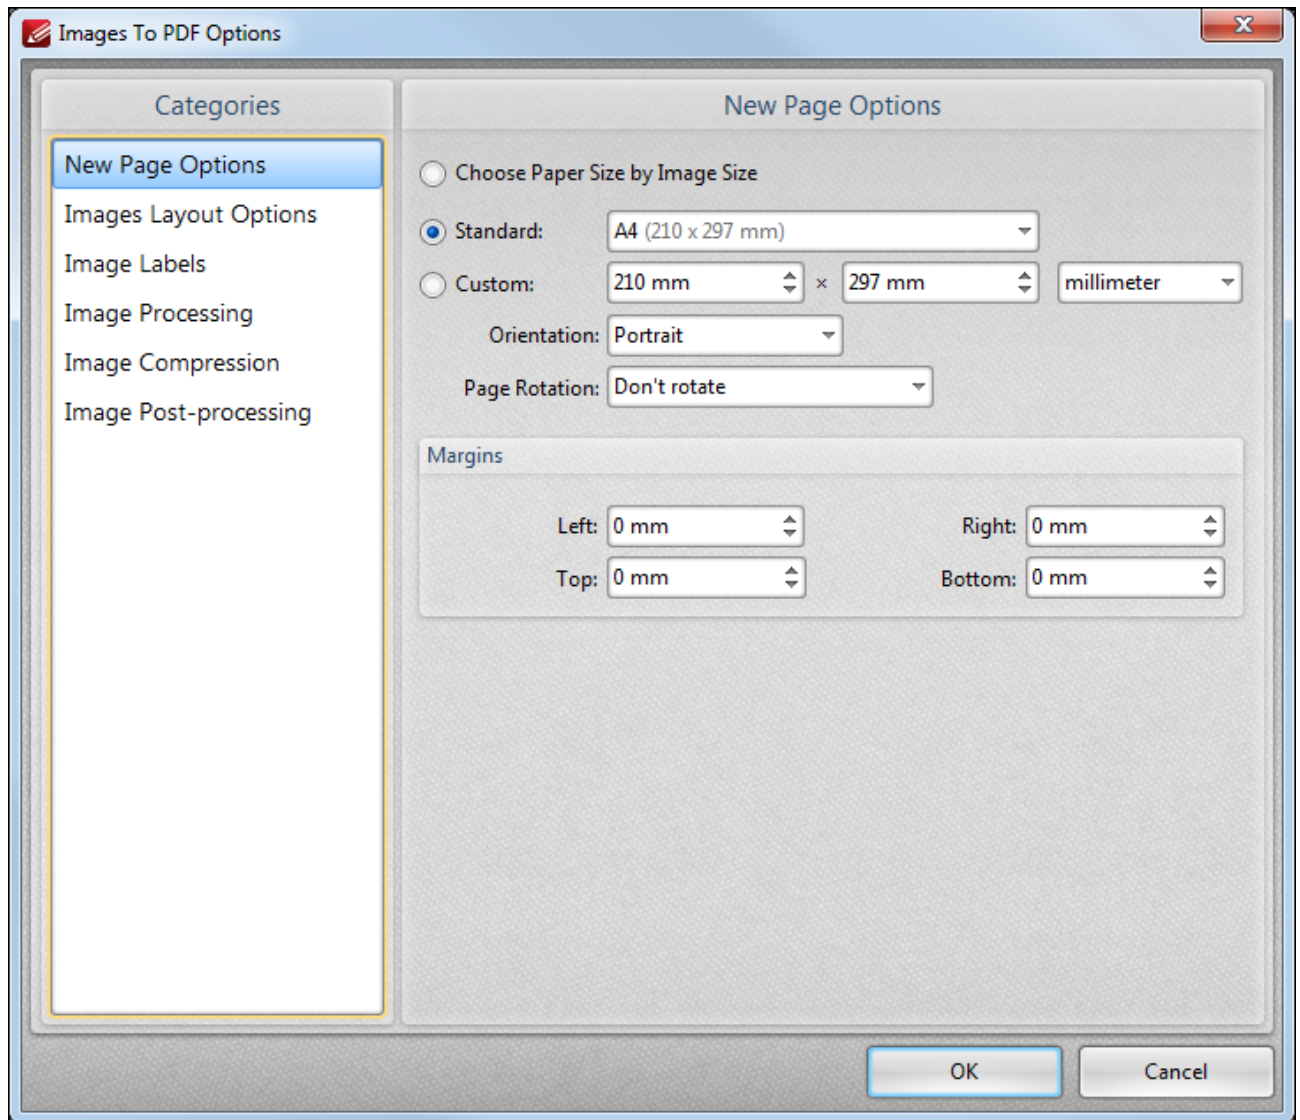 Images To PDF Options
Categories
New Page Options
Images Layout Options
Image Labels
Image Processing
Image Compression
Image Post-processing
New Page Options
Choose Paper Size by Image Size
Standard: A4 (210 x 297 mm)
Custom: 210 mm × 297 mm millimeter
Orientation: Portrait
Page Rotation: Don't rotate
Margins
Left: 0 mm Right: 0 mm
Top: 0 mm Bottom: 0 mm
OK Cancel